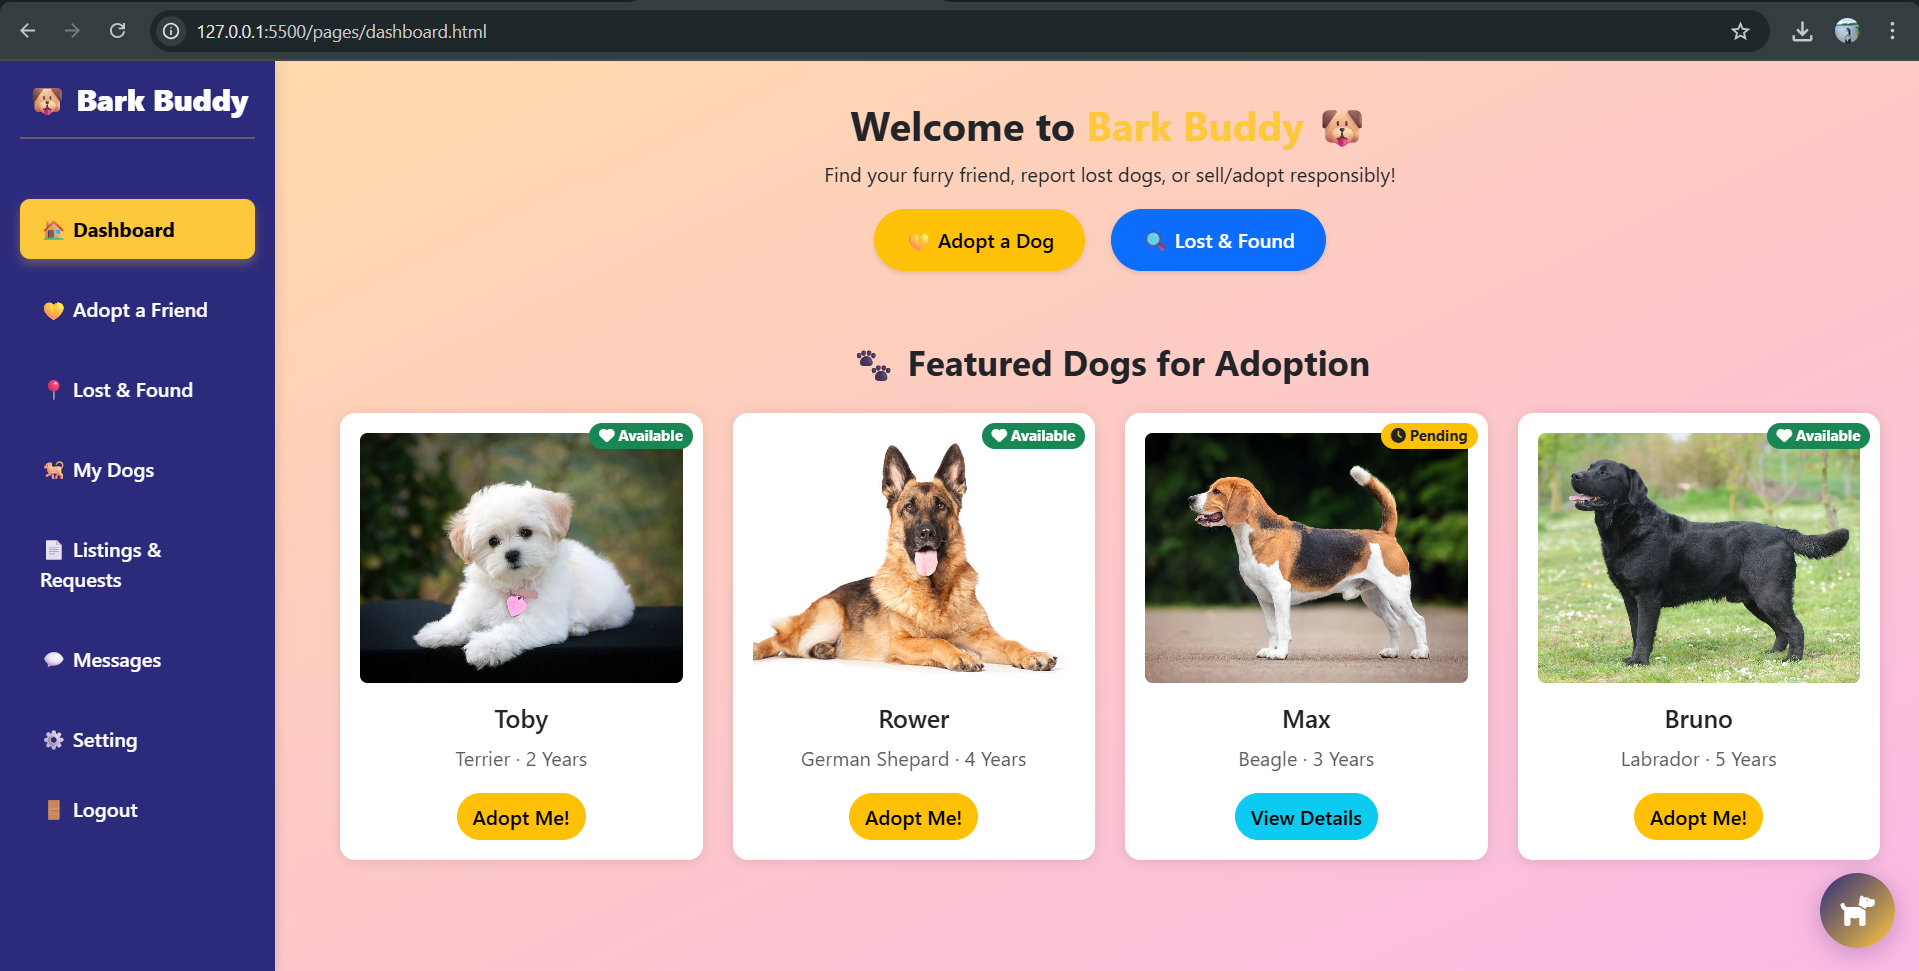 127.0.0.1:5500/pages/dashboard.html
Bark Buddy
Dashboard
Adopt a Friend
Lost & Found
My Dogs
Listings &
Requests
Messages
Setting
Logout
Welcome to Bark Buddy
Find your furry friend, report lost dogs, or sell/adopt responsibly!
Adopt a Dog
Lost & Found
Featured Dogs for Adoption
Available
Toby
Terrier · 2 Years
Adopt Me!
Available
Rower
German Shepard · 4 Years
Adopt Me!
Pending
Max
Beagle · 3 Years
View Details
Available
Bruno
Labrador · 5 Years
Adopt Me!